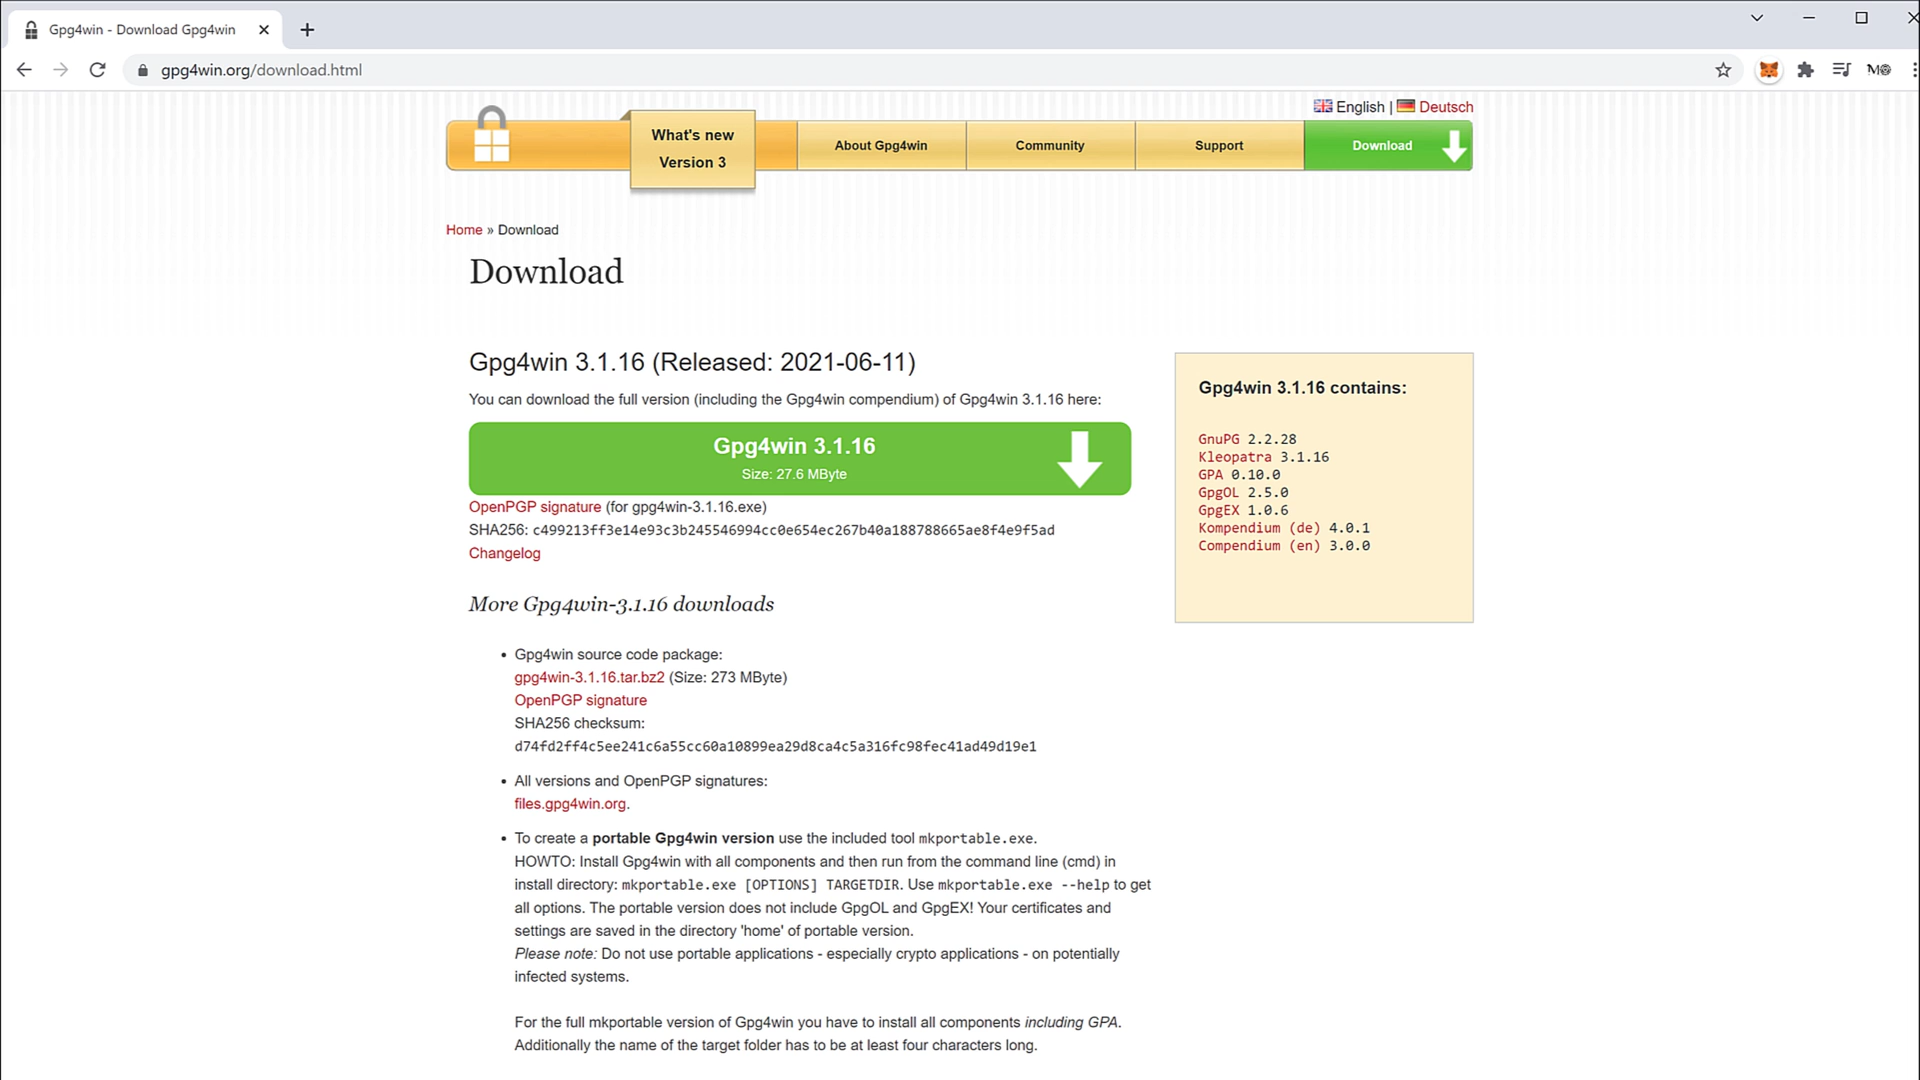 Gpg4win - Download Gpg4win
gpg4win.org/download.html
English | Deutsch
What's new
Version 3
About Gpg4win
Community
Support
Download
Home » Download
Download
Gpg4win 3.1.16 (Released: 2021-06-11)
You can download the full version (including the Gpg4win compendium) of Gpg4win 3.1.16 here:
Gpg4win 3.1.16
Size: 27.6 MByte
OpenPGP signature (for gpg4win-3.1.16.exe)
SHA256: c499213ff3e14e93c3b245546994cc0e654ec267b40a188788665ae8f4e9f5ad
Changelog
Gpg4win 3.1.16 contains:
GnuPG 2.2.28
Kleopatra 3.1.16
GPA 0.10.0
GpgOL 2.5.0
GpgEX 1.0.6
Kompendium (de) 4.0.1
Compendium (en) 3.0.0
More Gpg4win-3.1.16 downloads
• Gpg4win source code package:
gpg4win-3.1.16.tar.bz2 (Size: 273 MByte)
OpenPGP signature
SHA256 checksum:
d74fd2ff4c5ee241c6a55cc60a10899ea29d8ca4c5a316fc98fec41ad49d19e1
• All versions and OpenPGP signatures:
files.gpg4win.org.
• To create a portable Gpg4win version use the included tool mkportable.exe.
HOWTO: Install Gpg4win with all components and then run from the command line (cmd) in
install directory: mkportable.exe [OPTIONS] TARGETDIR. Use mkportable.exe --help to get
all options. The portable version does not include GpgOL and GpgEX! Your certificates and
settings are saved in the directory 'home' of portable version.
Please note: Do not use portable applications - especially crypto applications - on potentially
infected systems.
For the full mkportable version of Gpg4win you have to install all components including GPA.
Additionally the name of the target folder has to be at least four characters long.